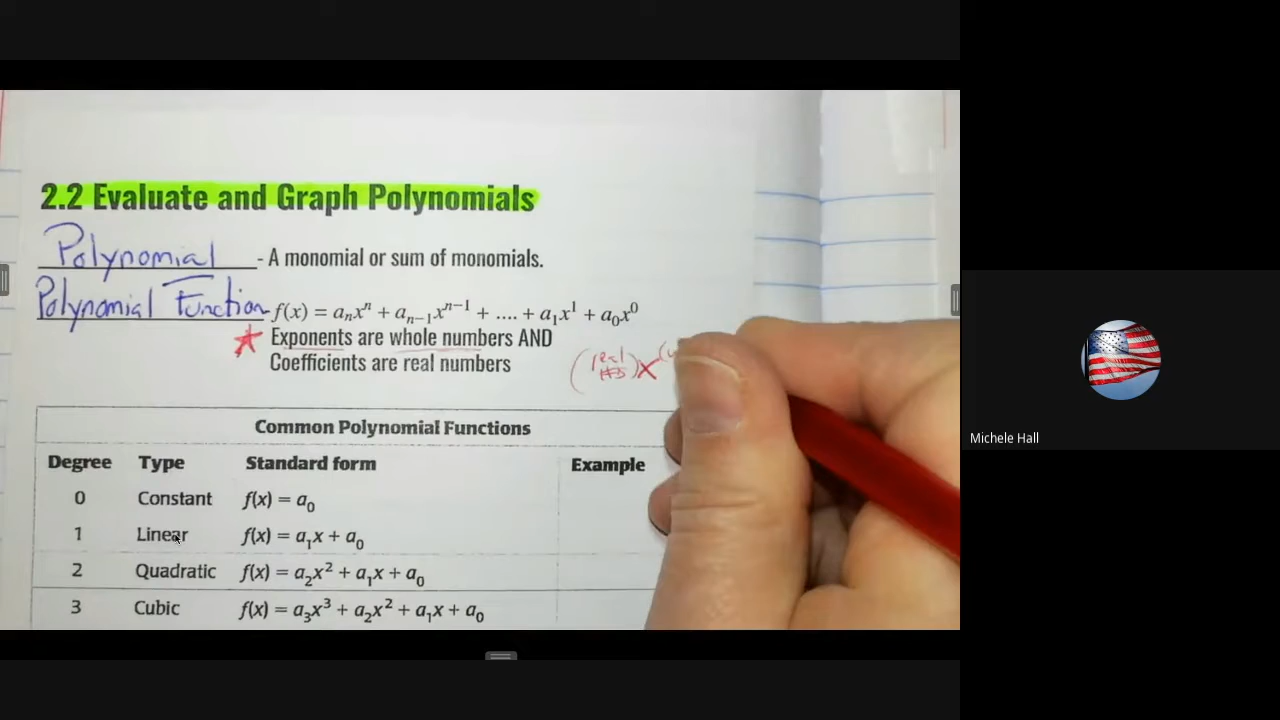 2.2 Evaluate and Graph Polynomials
Polynomial - A monomial or sum of monomials.
Polynomial Function f(x) = aₙxⁿ + aₙ₋₁xⁿ⁻¹ + .... + a₁x¹ + a₀x⁰
Exponents are whole numbers AND
Coefficients are real numbers
(real #s)x(
Common Polynomial Functions
Degree Type Standard form Example
0 Constant f(x) = a₀
1 Linear f(x) = a₁x + a₀
2 Quadratic f(x) = a₂x² + a₁x + a₀
3 Cubic f(x) = a₃x³ + a₂x² + a₁x + a₀
Michele Hall